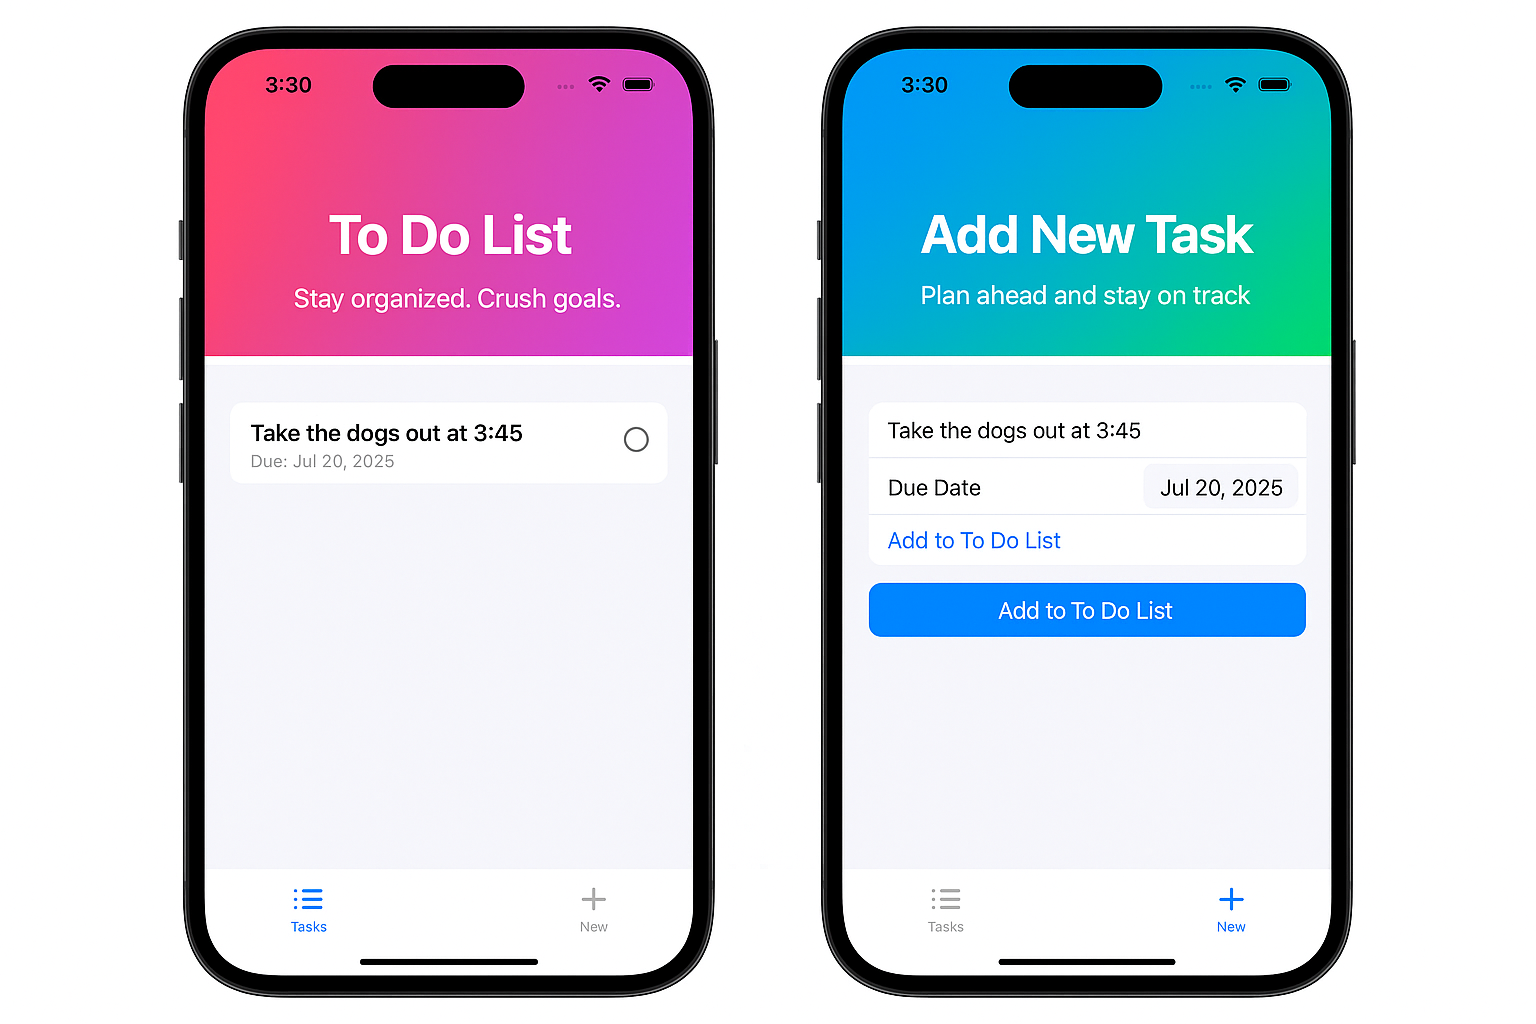 3:30
To Do List
Stay organized. Crush goals.
Take the dogs out at 3:45
Due: Jul 20, 2025
Tasks
New
3:30
Add New Task
Plan ahead and stay on track
Take the dogs out at 3:45
Due Date
Jul 20, 2025
Add to To Do List
Add to To Do List
Tasks
New